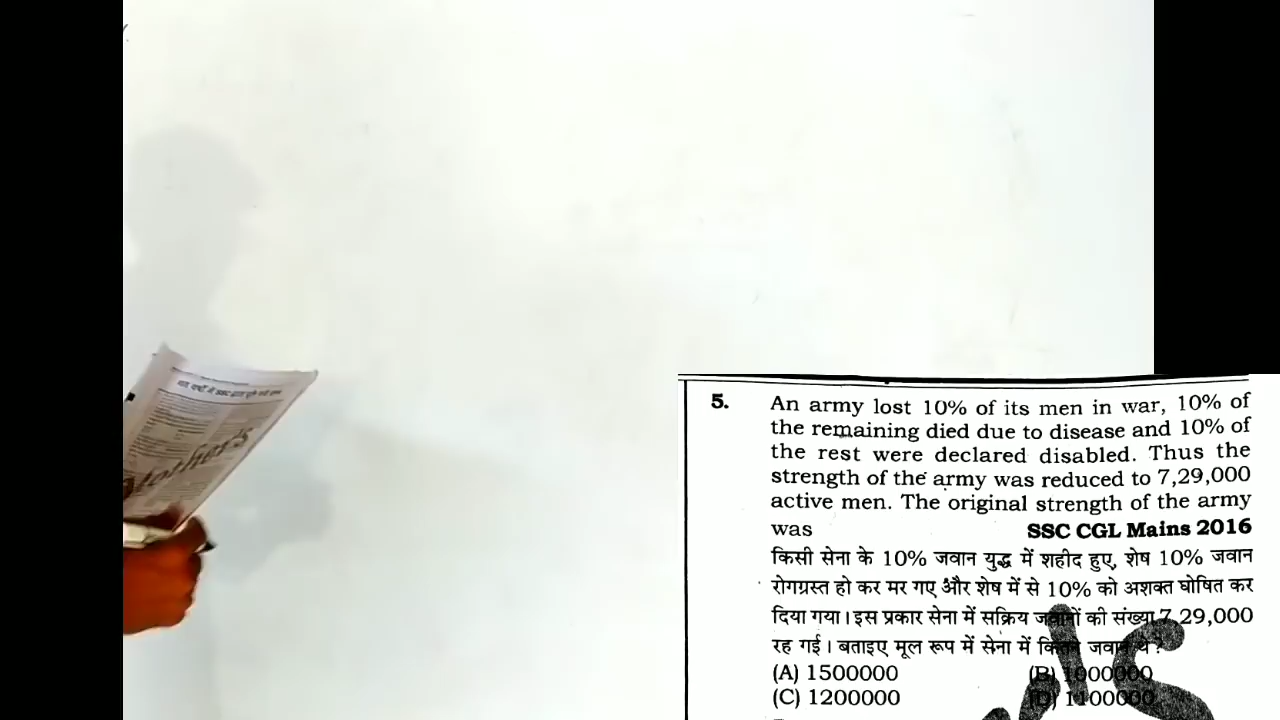 5. An army lost 10% of its men in war, 10% of
the remaining died due to disease and 10% of
the rest were declared disabled. Thus the
strength of the army was reduced to 7,29,000
active men. The original strength of the army
was SSC CGL Mains 2016
किसी सेना के 10% जवान युद्ध में शहीद हुए, शेष 10% जवान
रोगग्रस्त हो कर मर गए और शेष में से 10% को अशक्त घोषित कर
दिया गया। इस प्रकार सेना में सक्रिय जवानों की संख्या 7,29,000
रह गई। बताइए मूल रूप में सेना में कितने जवान थे?
(A) 1500000 (B) 1000000
(C) 1200000 (D) 1100000
Mother's